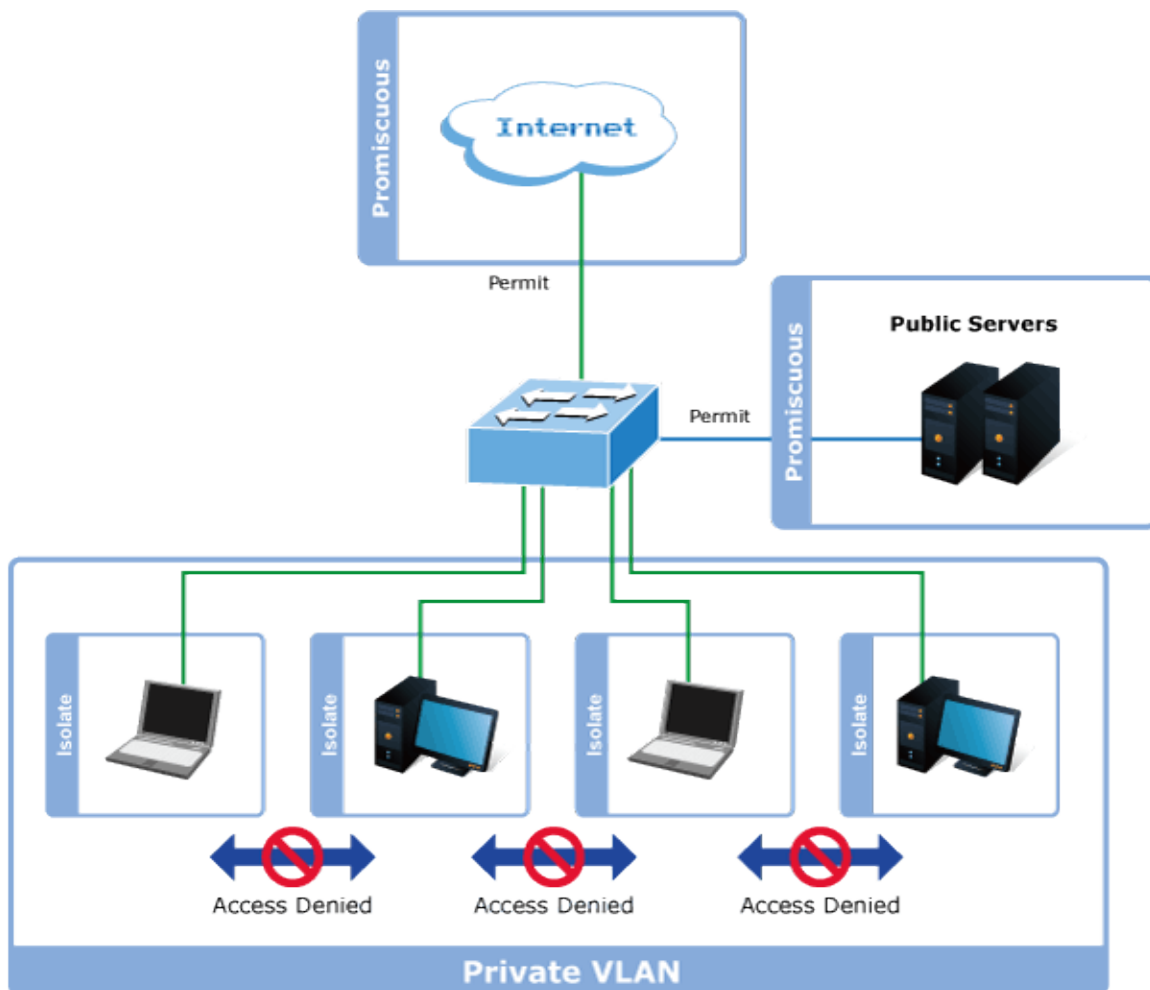 Promiscuous
Internet
Permit
Promiscuous
Public Servers
Permit
Isolate
Isolate
Isolate
Isolate
Access Denied
Access Denied
Access Denied
Private VLAN